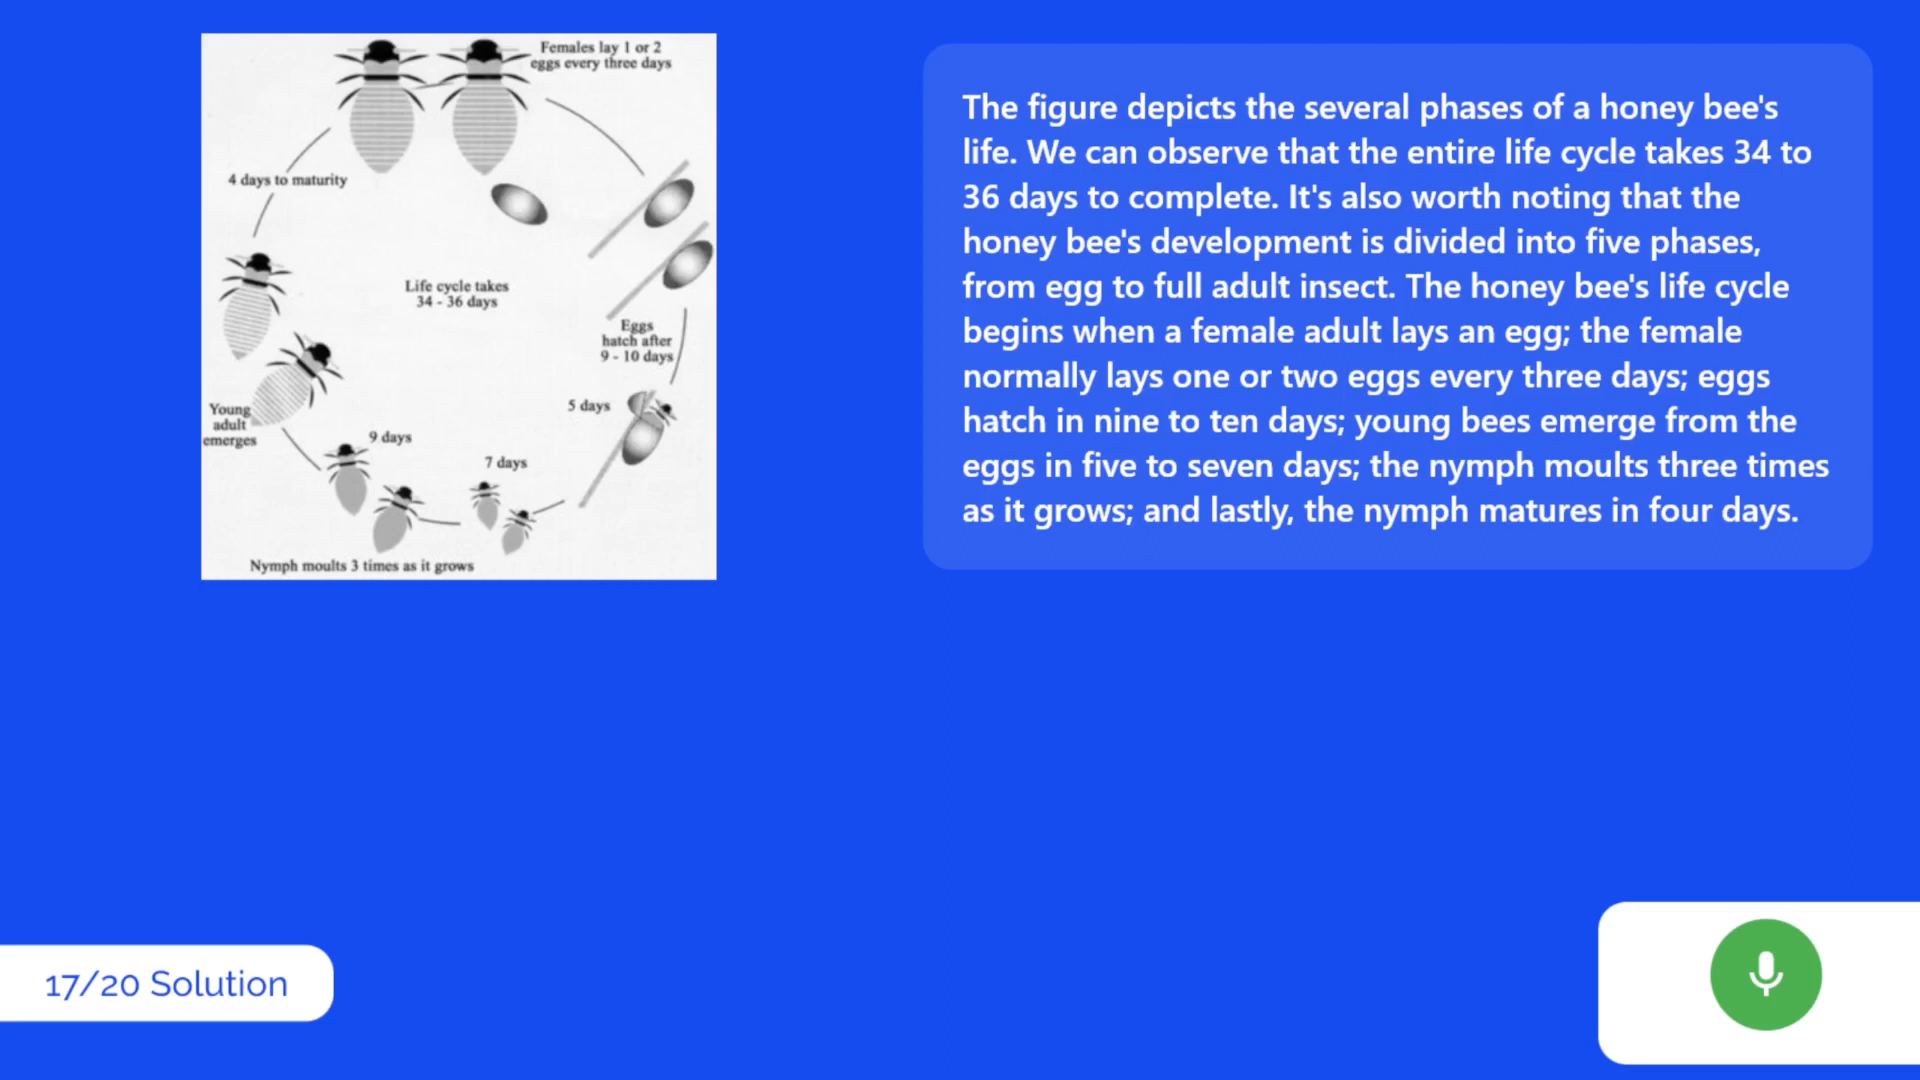 Females lay 1 or 2
eggs every three days
4 days to maturity
Life cycle takes
34 - 36 days
Eggs
hatch after
9 - 10 days
5 days
Young
adult
emerges
9 days
7 days
Nymph moults 3 times as it grows
The figure depicts the several phases of a honey bee's
life. We can observe that the entire life cycle takes 34 to
36 days to complete. It's also worth noting that the
honey bee's development is divided into five phases,
from egg to full adult insect. The honey bee's life cycle
begins when a female adult lays an egg; the female
normally lays one or two eggs every three days; eggs
hatch in nine to ten days; young bees emerge from the
eggs in five to seven days; the nymph moults three times
as it grows; and lastly, the nymph matures in four days.
17/20 Solution